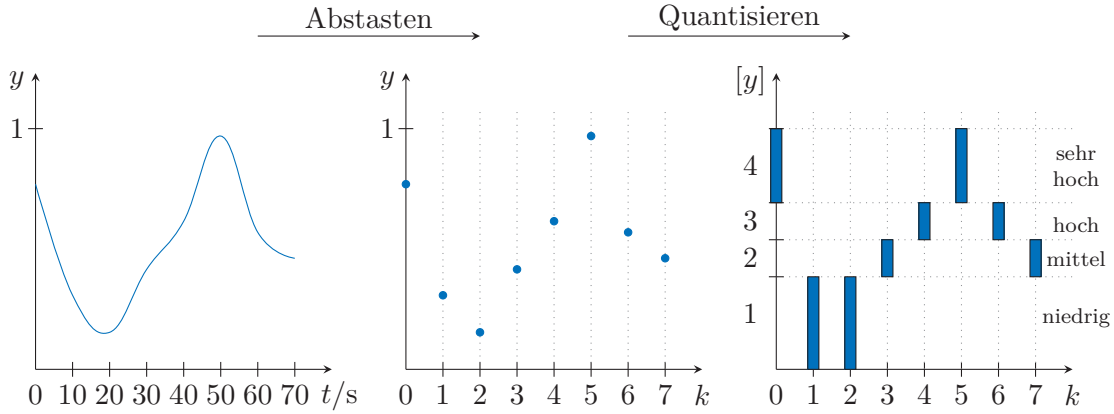 Abstasten
Quantisieren
y
1
0 10 20 30 40 50 60 70 t/s
y
1
0 1 2 3 4 5 6 7 k
[y]
4
3
2
1
sehr
hoch
hoch
mittel
niedrig
0 1 2 3 4 5 6 7 k